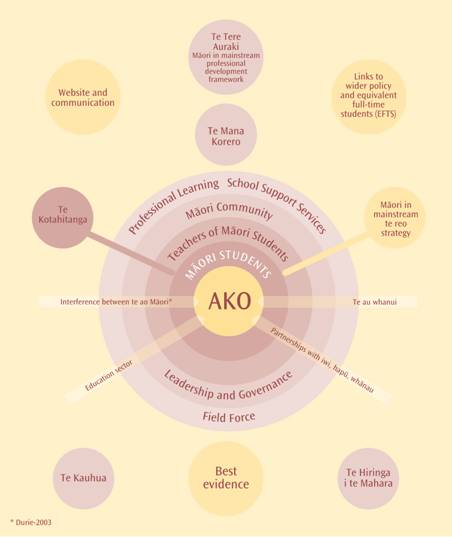 Te Tere
Auraki
Māori in mainstream
professional
development
framework
Website and
communication
Links to
wider policy
and equivalent
full-time
students (EFTS)
Te Mana
Korero
Professional Learning
School Support Services
Māori Community
Teachers of Māori Students
MĀORI STUDENTS
Te
Kotahitanga
Māori in
mainstream
te reo
strategy
AKO
Interference between te ao Māori*
Te au whanui
Education sector
Partnerships with iwi, hapū, whānau
Leadership and Governance
Field Force
Te Kauhua
Best
evidence
Te Hiringa
i te Mahara
* Durie-2003